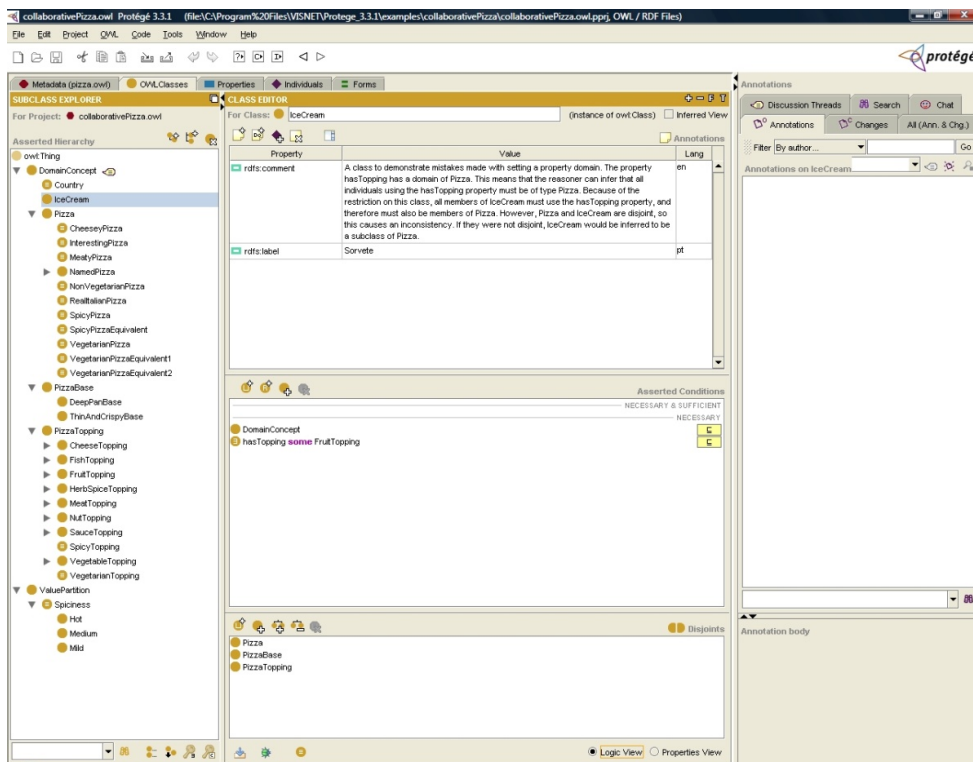 collaborativePizza.owl Protégé 3.3.1 (file:\C:\Program%20Files\VISNET\Protege_3.3.1\examples\collaborativePizza\collaborativePizza.owl.pprj, OWL / RDF Files)
File Edit Project OWL Code Tools Window Help
protégé
Metadata (pizza.owl) OWLClasses Properties Individuals Forms
SUBCLASS EXPLORER
For Project: collaborativePizza.owl
Asserted Hierarchy
owl:Thing
DomainConcept
Country
IceCream
Pizza
CheeseyPizza
InterestingPizza
MeatyPizza
NamedPizza
NonVegetarianPizza
RealItalianPizza
SpicyPizza
SpicyPizzaEquivalent
VegetarianPizza
VegetarianPizzaEquivalent1
VegetarianPizzaEquivalent2
PizzaBase
DeepPanBase
ThinAndCrispyBase
PizzaTopping
CheeseTopping
FishTopping
FruitTopping
HerbSpiceTopping
MeatTopping
NutTopping
SauceTopping
SpicyTopping
VegetableTopping
VegetarianTopping
ValuePartition
Spiciness
Hot
Medium
Mild
CLASS EDITOR
For Class: IceCream (instance of owl:Class) Inferred View
Annotations
Property Value Lang
rdfs:comment
A class to demonstrate mistakes made with setting a property domain. The property
hasTopping has a domain of Pizza. This means that the reasoner can infer that all
individuals using the hasTopping property must be of type Pizza. Because of the
restriction on this class, all members of IceCream must use the hasTopping property, and
therefore must also be members of Pizza. However, Pizza and IceCream are disjoint, so
this causes an inconsistency. If they were not disjoint, IceCream would be inferred to be
a subclass of Pizza.
en
rdfs:label Sorvete pt
Asserted Conditions
NECESSARY & SUFFICIENT
NECESSARY
DomainConcept
hasTopping some FruitTopping
Disjoints
Pizza
PizzaBase
PizzaTopping
Logic View Properties View
Annotations
Discussion Threads Search Chat
Annotations Changes All (Ann. & Chg.)
Filter By author... Go
Annotations on IceCream
Annotation body